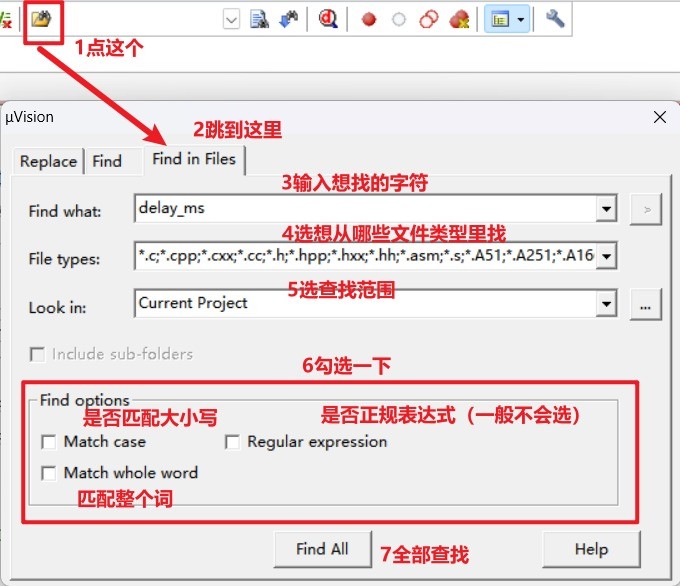 1点这个
µVision
2跳到这里
Replace
Find
Find in Files
3输入想找的字符
Find what:
delay_ms
>
4选想从哪些文件类型里找
File types:
*.c;*.cpp;*.cxx;*.cc;*.h;*.hpp;*.hxx;*.hh;*.asm;*.s;*.A51;*.A251;*.A16
5选查找范围
Look in:
Current Project
...
Include sub-folders
6勾选一下
Find options
是否匹配大小写
是否正规表达式（一般不会选）
Match case
Regular expression
Match whole word
匹配整个词
Find All
7全部查找
Help